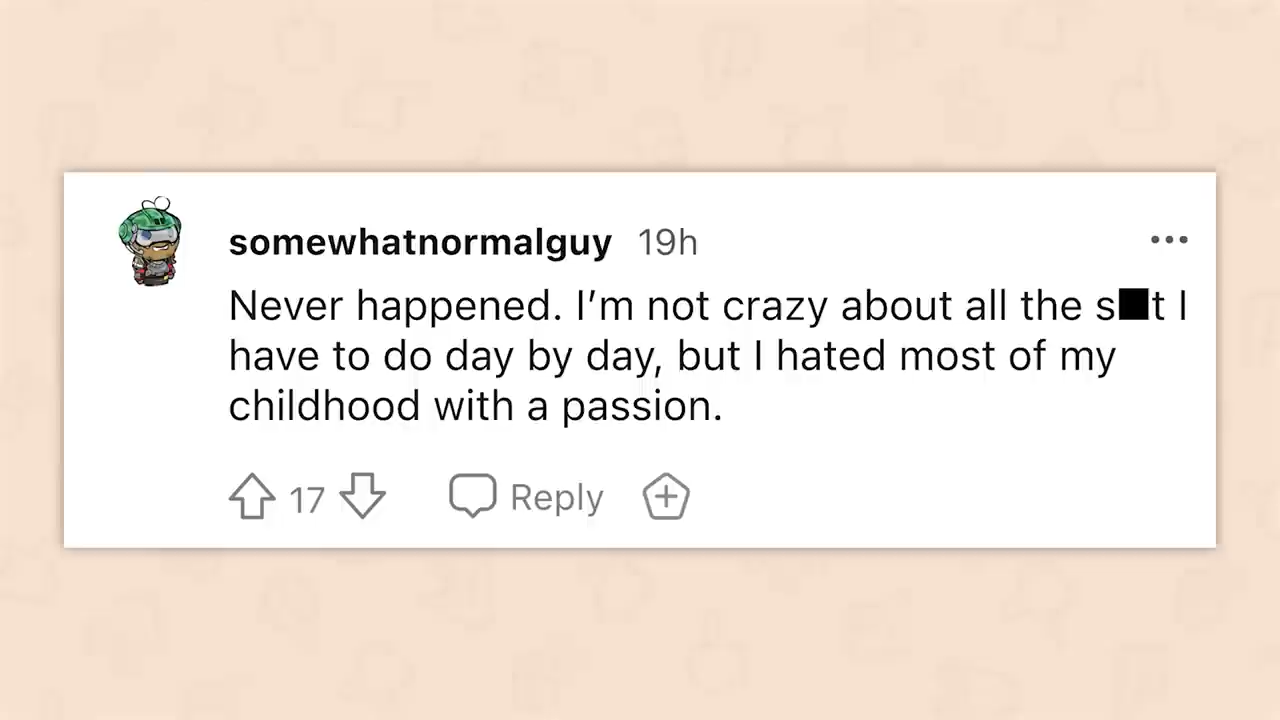 somewhatnormalguy 19h
Never happened. I’m not crazy about all the s■t I
have to do day by day, but I hated most of my
childhood with a passion.
17 Reply